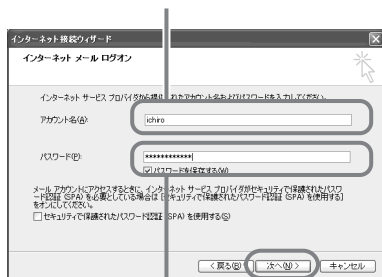 インターネット接続ウィザード
インターネット メール ログオン
インターネット サービス プロバイダから提供されたアカウント名およびパスワードを入力してください。
アカウント名(A):
ichiro
パスワード(P):
************
パスワードを保存する(W)
メール アカウントにアクセスするときに、インターネット サービス プロバイダがセキュリティで保護されたパスワ
ード認証 (SPA) を必要としている場合は [セキュリティで保護されたパスワード認証 (SPA) を使用する]
をオンにしてください。
セキュリティで保護されたパスワード認証 (SPA) を使用する(S)
< 戻る(B)
次へ(N) >
キャンセル